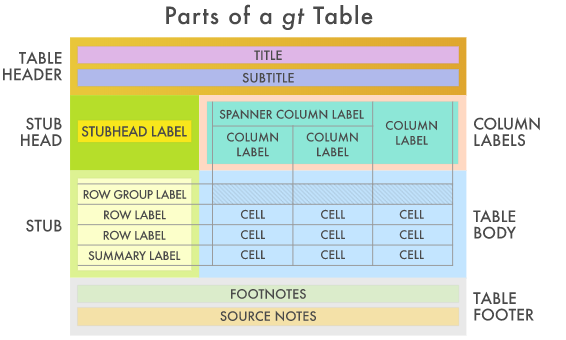 Parts of a gt Table
TABLE
HEADER
TITLE
SUBTITLE
STUB
HEAD
STUBHEAD LABEL
SPANNER COLUMN LABEL
COLUMN
LABEL
COLUMN
LABEL
COLUMN
LABEL
COLUMN
LABELS
STUB
ROW GROUP LABEL
ROW LABEL CELL CELL CELL
ROW LABEL CELL CELL CELL
SUMMARY LABEL CELL CELL CELL
TABLE
BODY
FOOTNOTES
SOURCE NOTES
TABLE
FOOTER